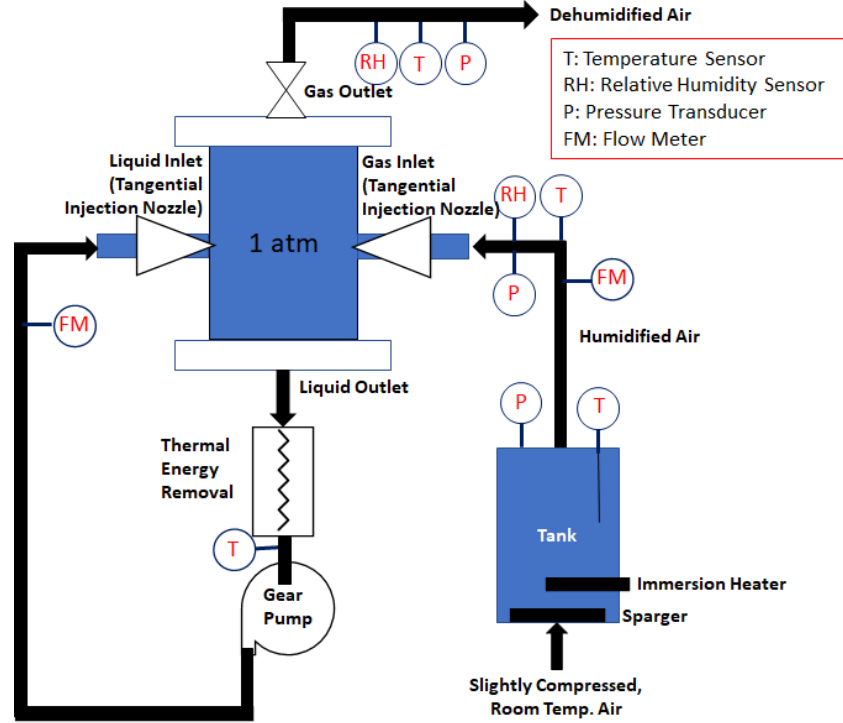 Dehumidified Air
RH
T
P
T: Temperature Sensor
RH: Relative Humidity Sensor
P: Pressure Transducer
FM: Flow Meter
Gas Outlet
Liquid Inlet
(Tangential
Injection Nozzle)
Gas Inlet
(Tangential
Injection Nozzle)
1 atm
RH
T
P
FM
FM
Humidified Air
Liquid Outlet
P
T
Thermal
Energy
Removal
T
Gear
Pump
Tank
Immersion Heater
Sparger
Slightly Compressed,
Room Temp. Air